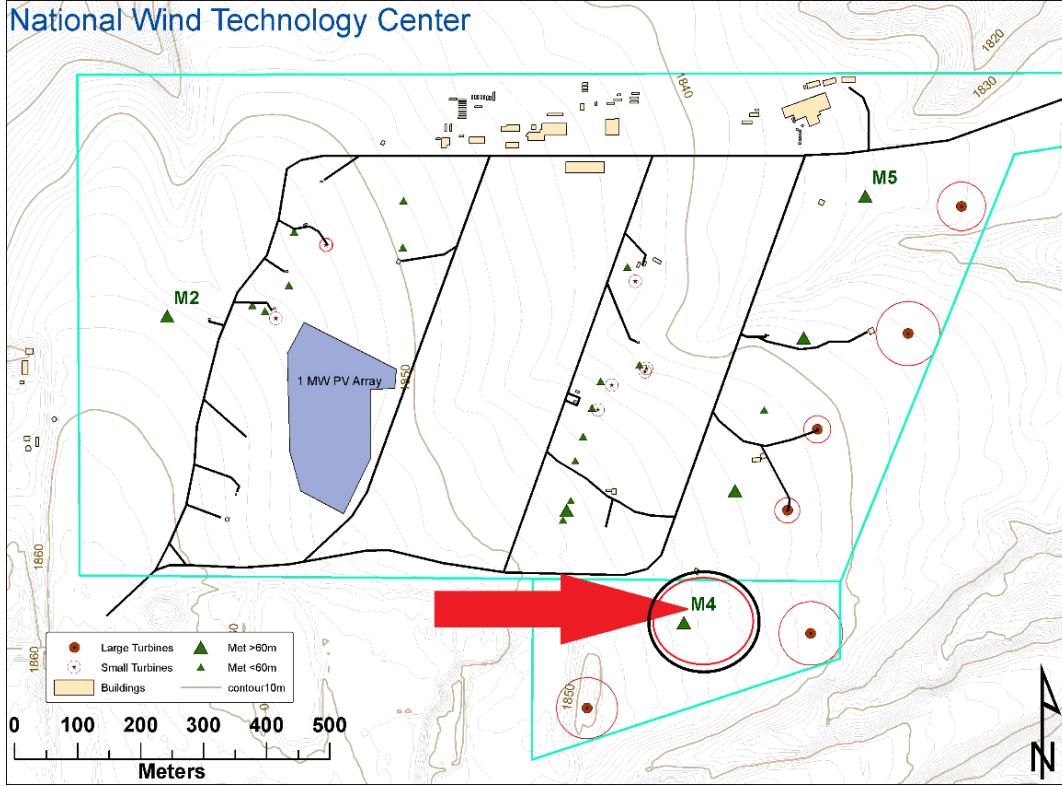 National Wind Technology Center
1820
1830
1840
M5
M2
1 MW PV Array
1850
1860
M4
1850
1860
Large Turbines
Met >60m
Small Turbines
Met <60m
Buildings
contour10m
0 100 200 300 400 500
Meters
N